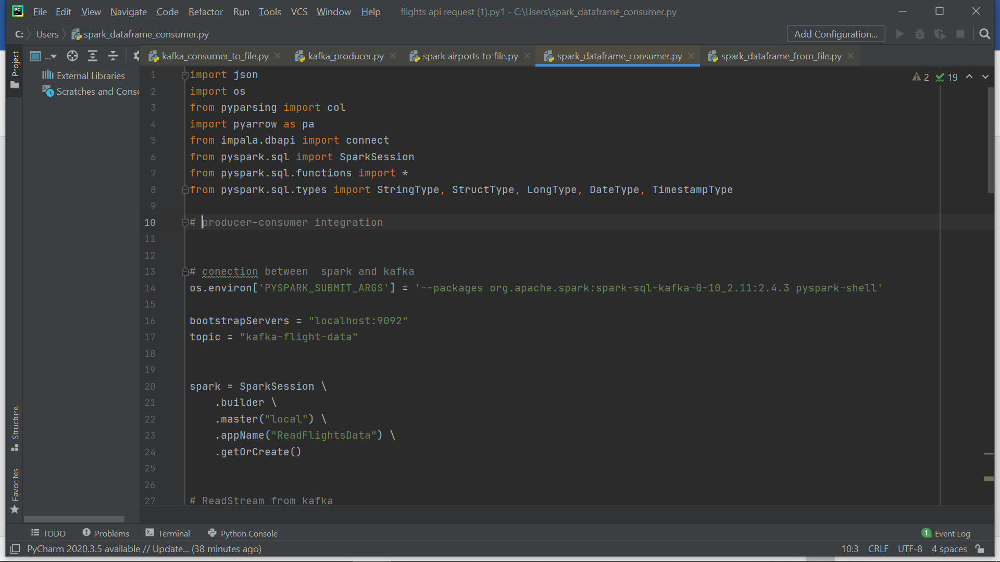 PC File Edit View Navigate Code Refactor Run Tools VCS Window Help flights api request (1).py1 - C:\Users\spark_dataframe_consumer.py
C: Users spark_dataframe_consumer.py Add Configuration...
Project ... kafka_consumer_to_file.py kafka_producer.py spark airports to file.py spark_dataframe_consumer.py spark_dataframe_from_file.py
External Libraries
Scratches and Conso
2 19
1 import json
2 import os
3 from pyparsing import col
4 import pyarrow as pa
5 from impala.dbapi import connect
6 from pyspark.sql import SparkSession
7 from pyspark.sql.functions import *
8 from pyspark.sql.types import StringType, StructType, LongType, DateType, TimestampType
9
10 # producer-consumer integration
11
12
13 # conection between  spark and kafka
14 os.environ['PYSPARK_SUBMIT_ARGS'] = '--packages org.apache.spark:spark-sql-kafka-0-10_2.11:2.4.3 pyspark-shell'
15
16 bootstrapServers = "localhost:9092"
17 topic = "kafka-flight-data"
18
19
20 spark = SparkSession \
21     .builder \
22     .master("local") \
23     .appName("ReadFlightsData") \
24     .getOrCreate()
25
26
27 # ReadStream from kafka
Structure
Favorites
TODO Problems Terminal Python Console 1 Event Log
PyCharm 2020.3.5 available // Update... (38 minutes ago) 10:3 CRLF UTF-8 4 spaces